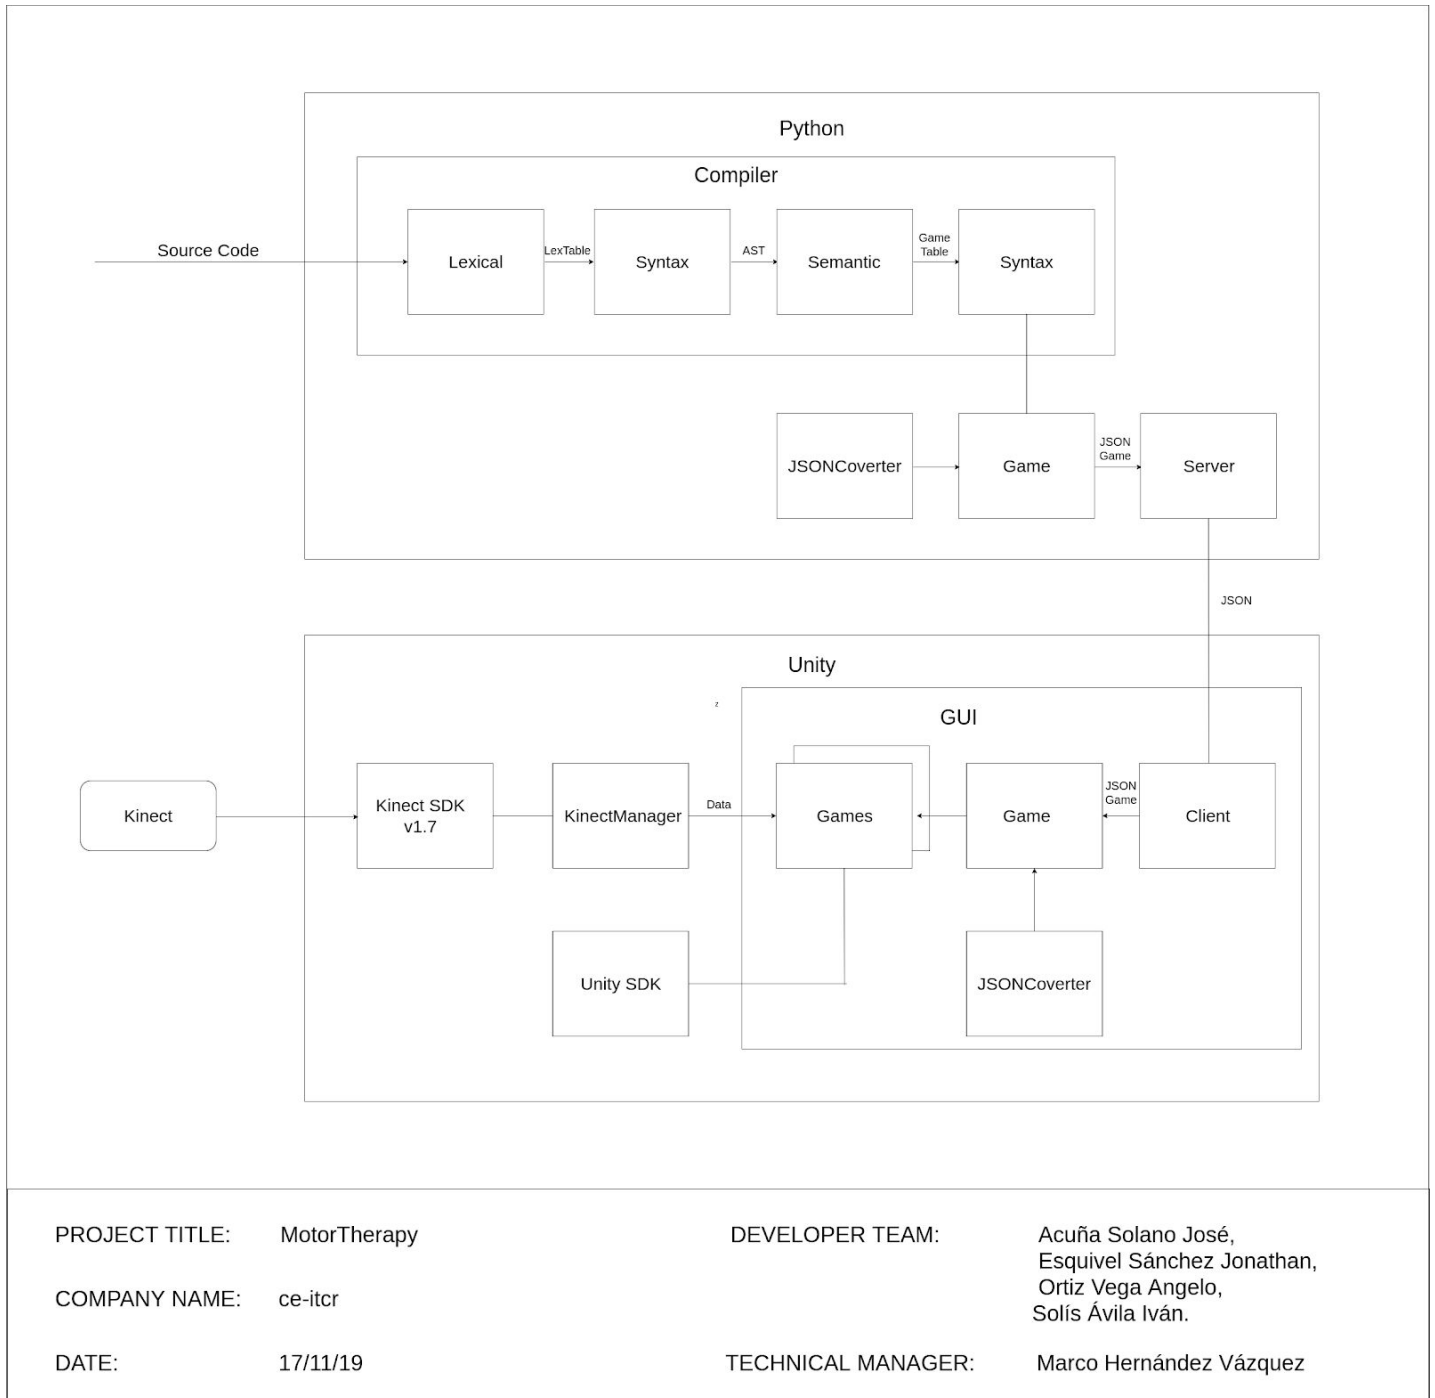 Python
Compiler
Source Code
Lexical
LexTable
Syntax
AST
Semantic
Game
Table
Syntax
JSONCoverter
Game
JSON
Game
Server
JSON
Unity
z
GUI
Kinect
Kinect SDK
v1.7
KinectManager
Data
Games
Game
JSON
Game
Client
Unity SDK
JSONCoverter
PROJECT TITLE: MotorTherapy
COMPANY NAME: ce-itcr
DATE: 17/11/19
DEVELOPER TEAM: Acuña Solano José,
Esquivel Sánchez Jonathan,
Ortiz Vega Angelo,
Solís Ávila Iván.
TECHNICAL MANAGER: Marco Hernández Vázquez